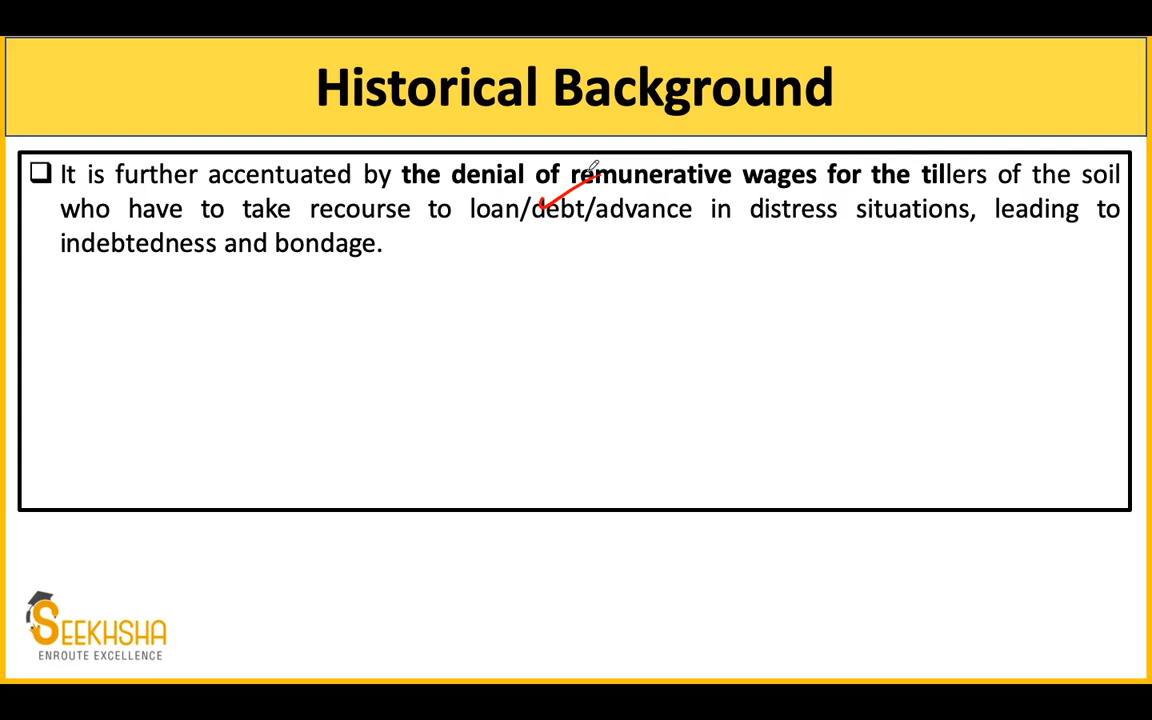 Historical Background
It is further accentuated by the denial of remunerative wages for the tillers of the soil
who have to take recourse to loan/debt/advance in distress situations, leading to
indebtedness and bondage.
SEEKHSHA
ENROUTE EXCELLENCE